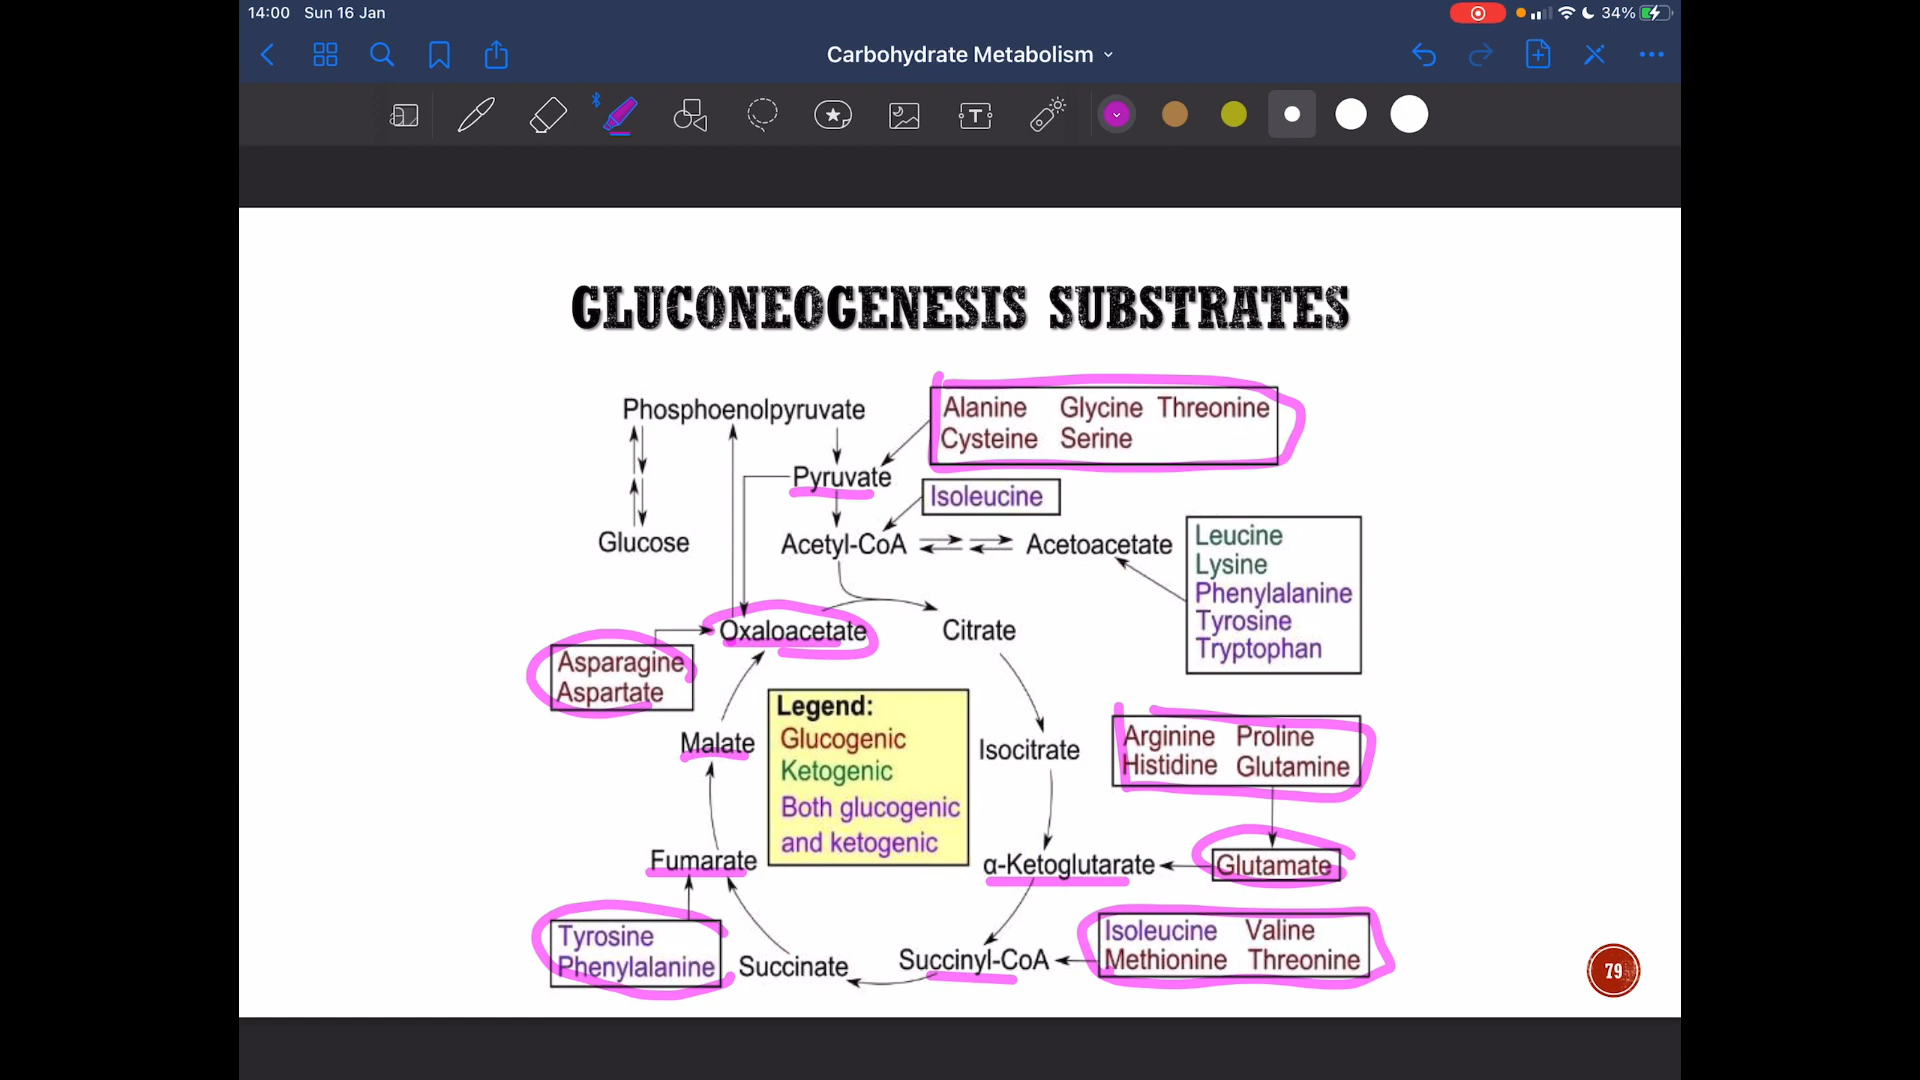 14:00 Sun 16 Jan
34%
Carbohydrate Metabolism
T
GLUCONEOGENESIS SUBSTRATES
Phosphoenolpyruvate
Alanine Glycine Threonine
Cysteine Serine
Pyruvate
Isoleucine
Glucose
Acetyl-CoA
Acetoacetate
Leucine
Lysine
Phenylalanine
Tyrosine
Tryptophan
Oxaloacetate
Citrate
Asparagine
Aspartate
Malate
Legend:
Glucogenic
Ketogenic
Both glucogenic
and ketogenic
Isocitrate
Arginine Proline
Histidine Glutamine
Fumarate
α-Ketoglutarate
Glutamate
Tyrosine
Phenylalanine
Succinate
Succinyl-CoA
Isoleucine Valine
Methionine Threonine
79